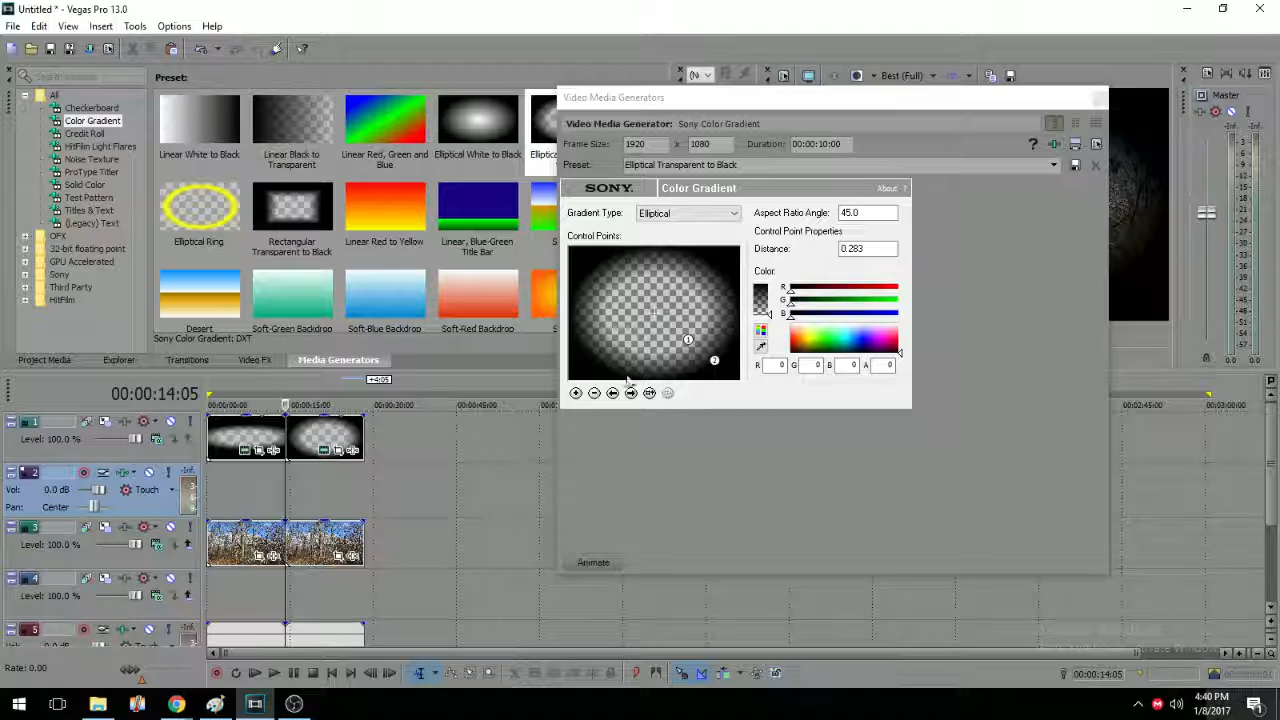 Untitled * - Vegas Pro 13.0
File Edit View Insert Tools Options Help
Preset:
Best (Full)
Master
All
Checkerboard
Color Gradient
Credit Roll
HitFilm Light Flares
Noise Texture
ProType Titler
Solid Color
Test Pattern
Titles & Text
(Legacy) Text
OFX
32-bit floating point
GPU Accelerated
Sony
Third Party
HitFilm
Linear White to Black
Linear Black to Transparent
Linear Red, Green and Blue
Elliptical White to Black
Elliptical Ring
Rectangular Transparent to Black
Linear Red to Yellow
Linear, Blue-Green Title Bar
Desert
Soft-Green Backdrop
Soft-Blue Backdrop
Soft-Red Backdrop
Sony Color Gradient: DXT
Project Media Explorer Transitions Video FX Media Generators
Video Media Generators
Video Media Generator: Sony Color Gradient
Frame Size: 1920 x 1080 Duration: 00:00:10:00
Preset: Elliptical Transparent to Black
SONY. Color Gradient About ?
Gradient Type: Elliptical
Aspect Ratio Angle: 45.0
Control Points:
Control Point Properties
Distance: 0.283
Color:
R
G
B
1
2
R 0 G 0 B 0 A 0
Animate
+4:05
00:00:14:05
00:00:00:00 00:00:15:00 00:00:30:00 00:00:45:00 00:02:45:00 00:03:00:00
1
Level: 100.0 %
2
Vol: 0.0 dB Touch
Pan: Center
-Inf.
3
Level: 100.0 %
4
Level: 100.0 %
5
Rate: 0.00
00:00:14:05
4:40 PM
1/8/2017